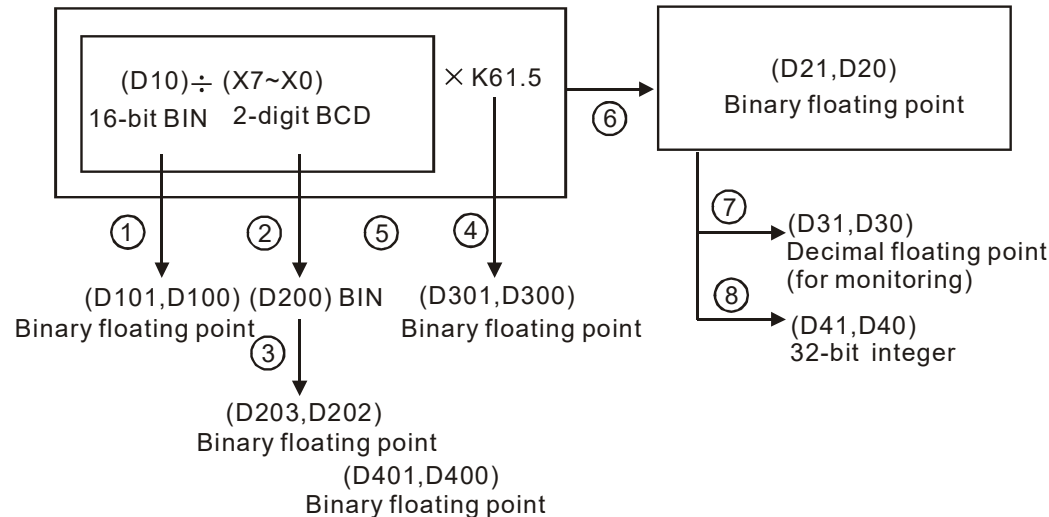 (D10) ÷ (X7~X0)
16-bit BIN 2-digit BCD
× K61.5
⑥
(D21,D20)
Binary floating point
①
②
⑤
④
⑦
(D31,D30)
Decimal floating point
(for monitoring)
⑧
(D41,D40)
32-bit integer
(D101,D100)
Binary floating point
(D200) BIN
(D301,D300)
Binary floating point
③
(D203,D202)
Binary floating point
(D401,D400)
Binary floating point